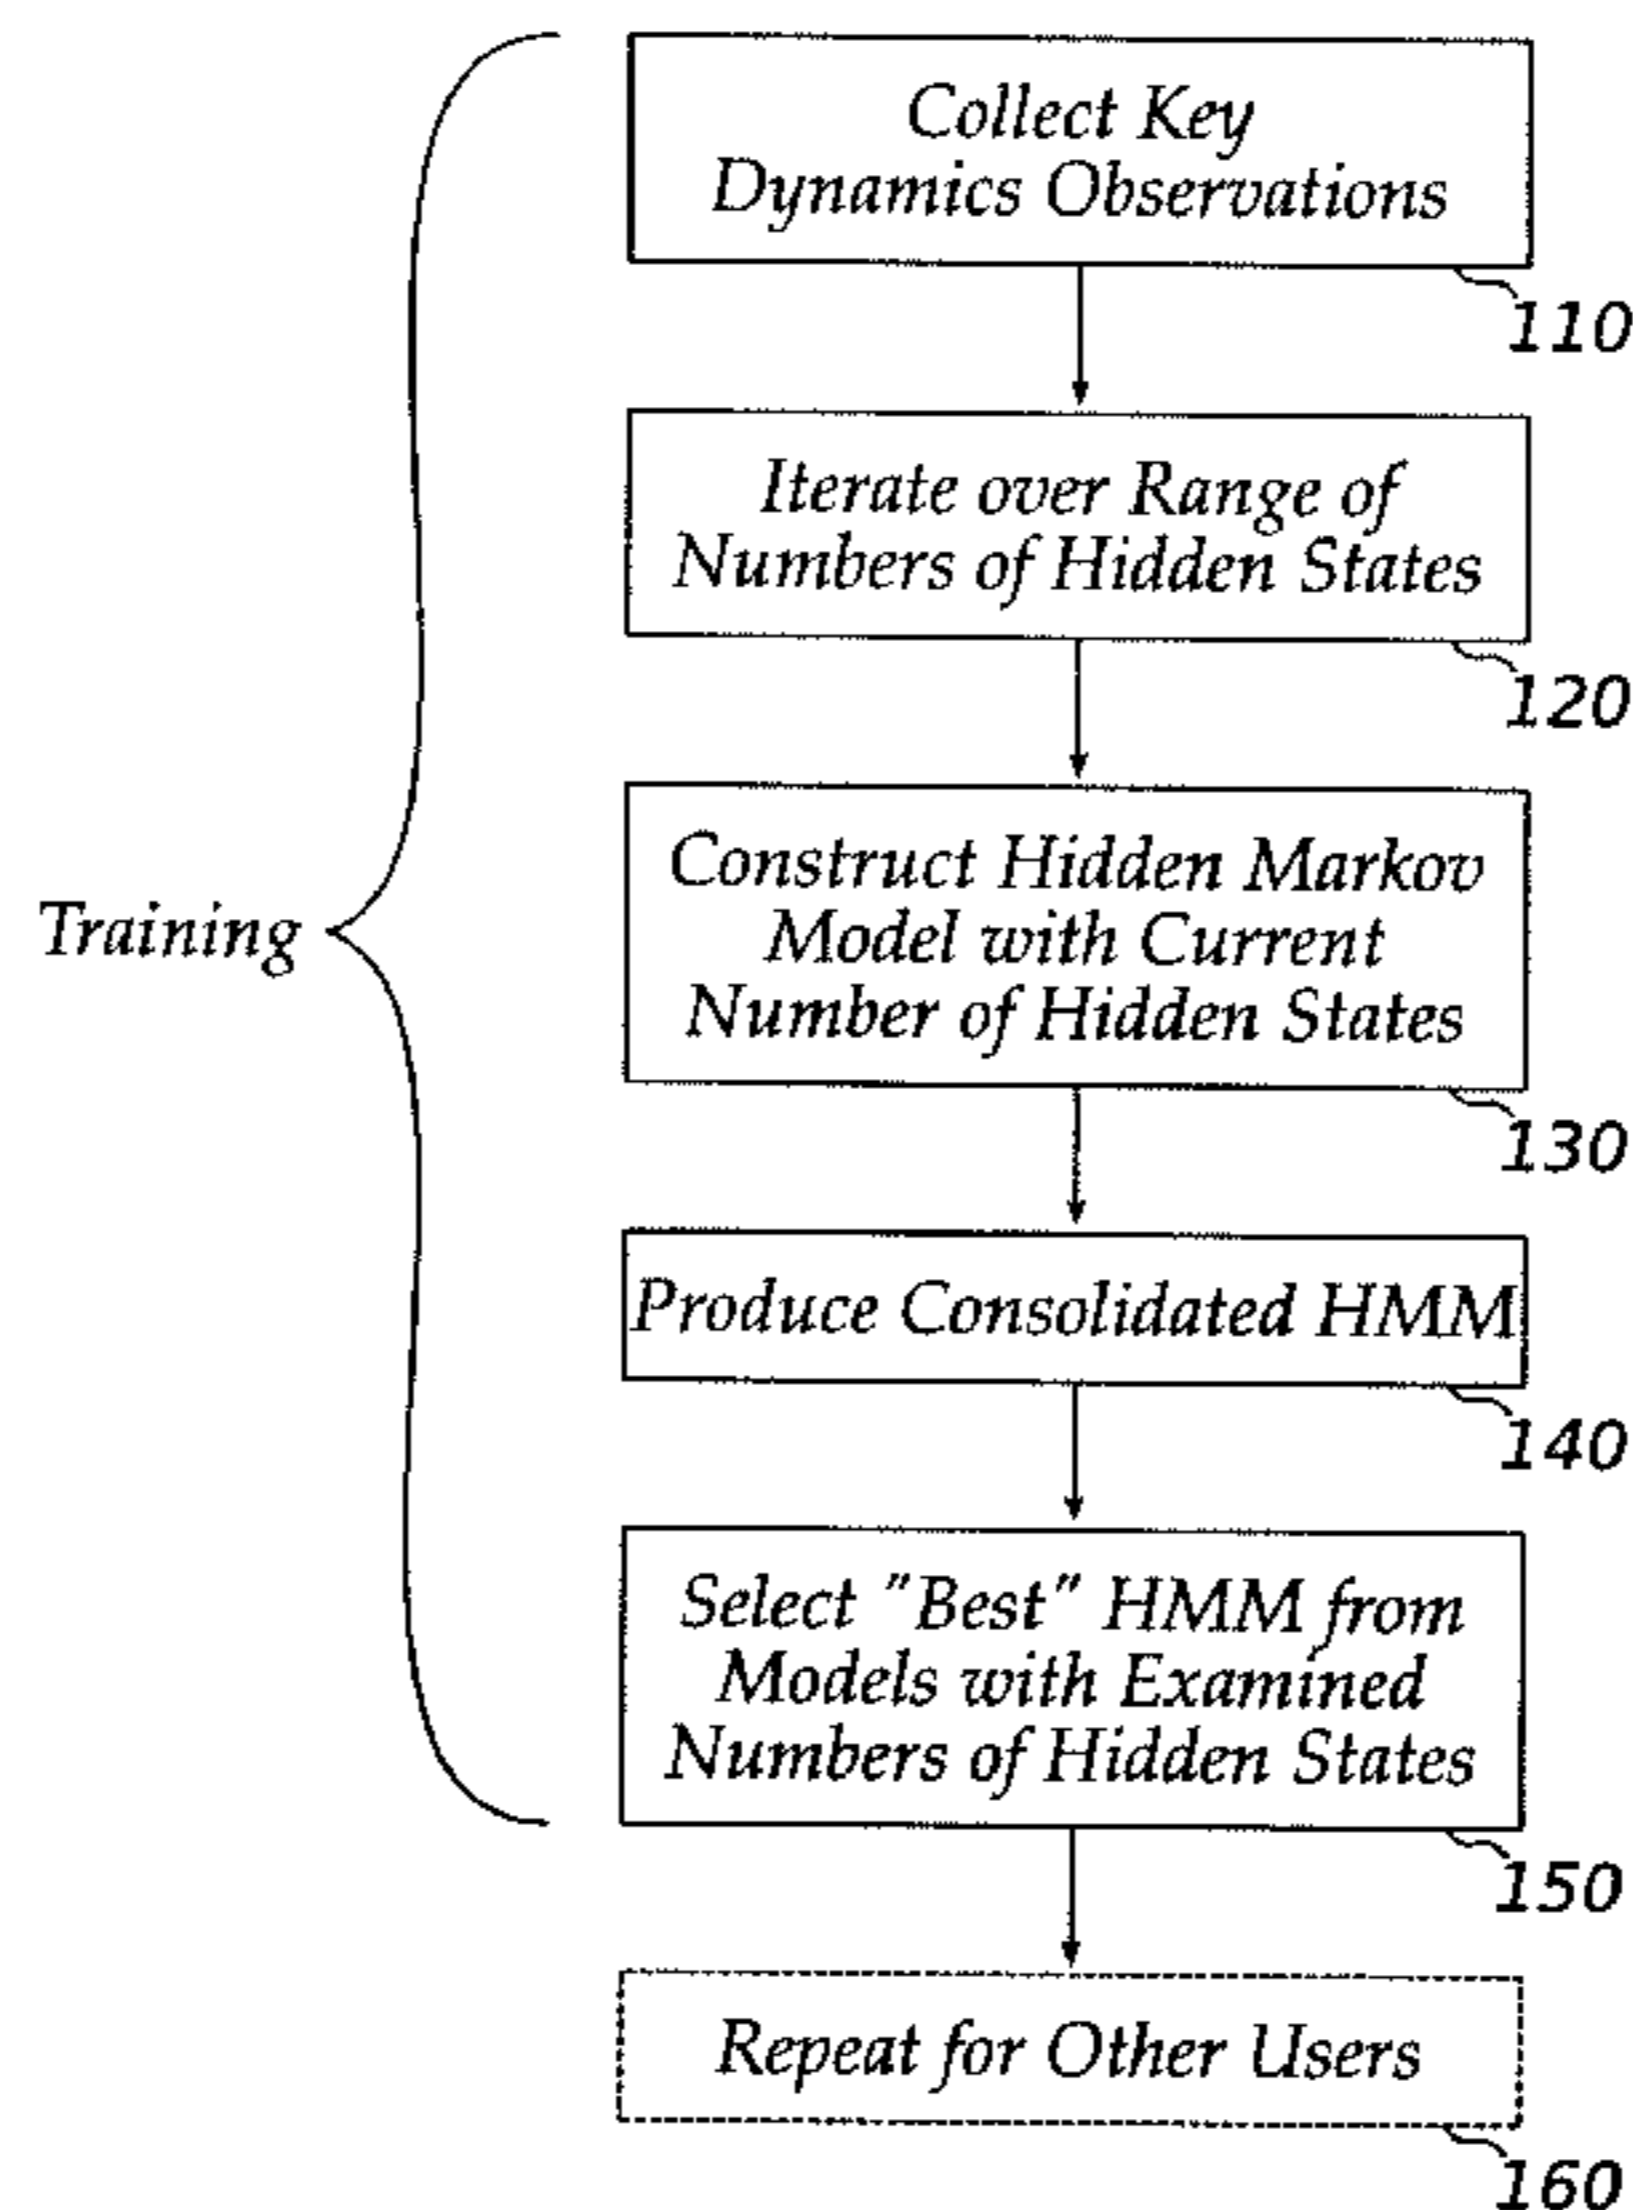 Collect Key
Dynamics Observations
110
Iterate over Range of
Numbers of Hidden States
120
Construct Hidden Markov
Model with Current
Number of Hidden States
130
Training
Produce Consolidated HMM
140
Select "Best" HMM from
Models with Examined
Numbers of Hidden States
150
Repeat for Other Users
160